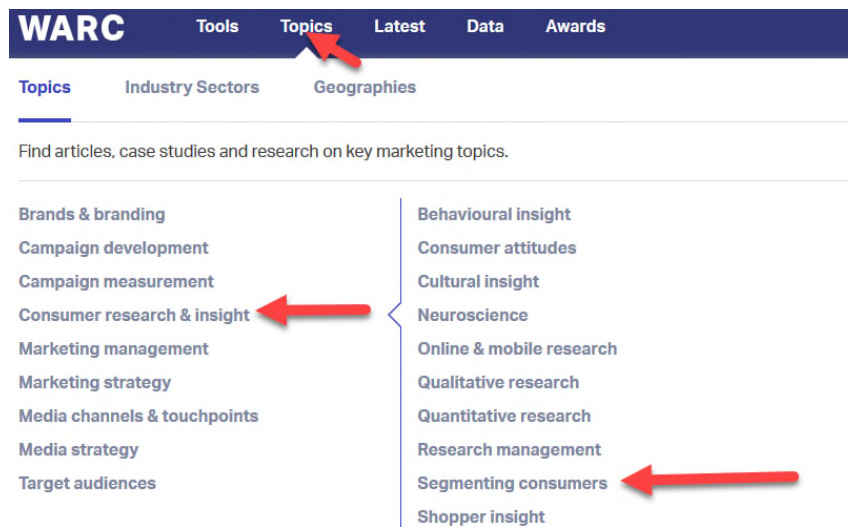 WARC Tools Topics Latest Data Awards
Topics Industry Sectors Geographies
Find articles, case studies and research on key marketing topics.
Brands & branding
Campaign development
Campaign measurement
Consumer research & insight
Marketing management
Marketing strategy
Media channels & touchpoints
Media strategy
Target audiences
Behavioural insight
Consumer attitudes
Cultural insight
Neuroscience
Online & mobile research
Qualitative research
Quantitative research
Research management
Segmenting consumers
Shopper insight